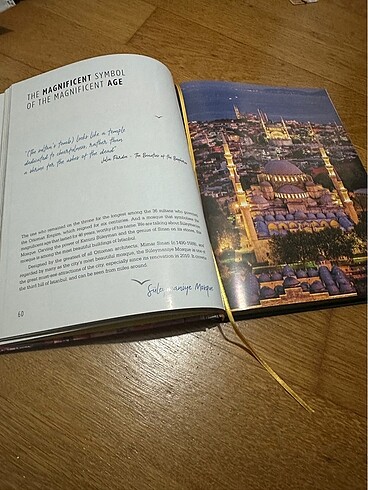 THE MAGNIFICENT SYMBOL
OF THE MAGNIFICENT AGE
"(The sultan's tomb) looks like a temple
dedicated to cheerfulness, rather than
a shrine for the ashes of the dead"
Julia Pardoe - The Beauties of the Bosphorus
The one who remained on the throne for the longest among the 36 sultans who governed
the Ottoman Empire, which reigned for six centuries. And a mosque that symbolizes the
magnificent age that lasted for 46 years, worthy of his name. We are talking about Süleymaniye
Mosque. Carrying the power of Kanuni Süleyman and the genius of Sinan on its stones, the
mosque is among the most beautiful buildings of Istanbul.
Designed by the greatest of all Ottoman architects, Mimar Sinan in 1400-1588, and
regarded by many as the city's most beautiful mosque, this Süleymaniye Mosque is one of
the great must-see attractions of the city especially since its renovation in 2010. It crowns
the third hill of Istanbul, and can be seen from miles around.
Süleymaniye Mosque
60